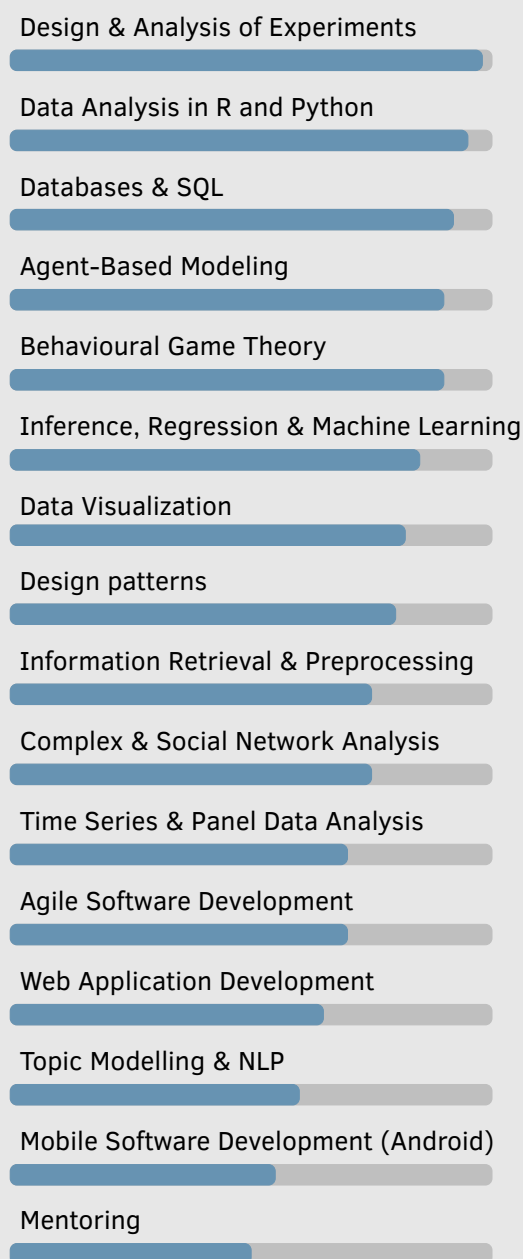 Design & Analysis of Experiments
Data Analysis in R and Python
Databases & SQL
Agent-Based Modeling
Behavioural Game Theory
Inference, Regression & Machine Learning
Data Visualization
Design patterns
Information Retrieval & Preprocessing
Complex & Social Network Analysis
Time Series & Panel Data Analysis
Agile Software Development
Web Application Development
Topic Modelling & NLP
Mobile Software Development (Android)
Mentoring